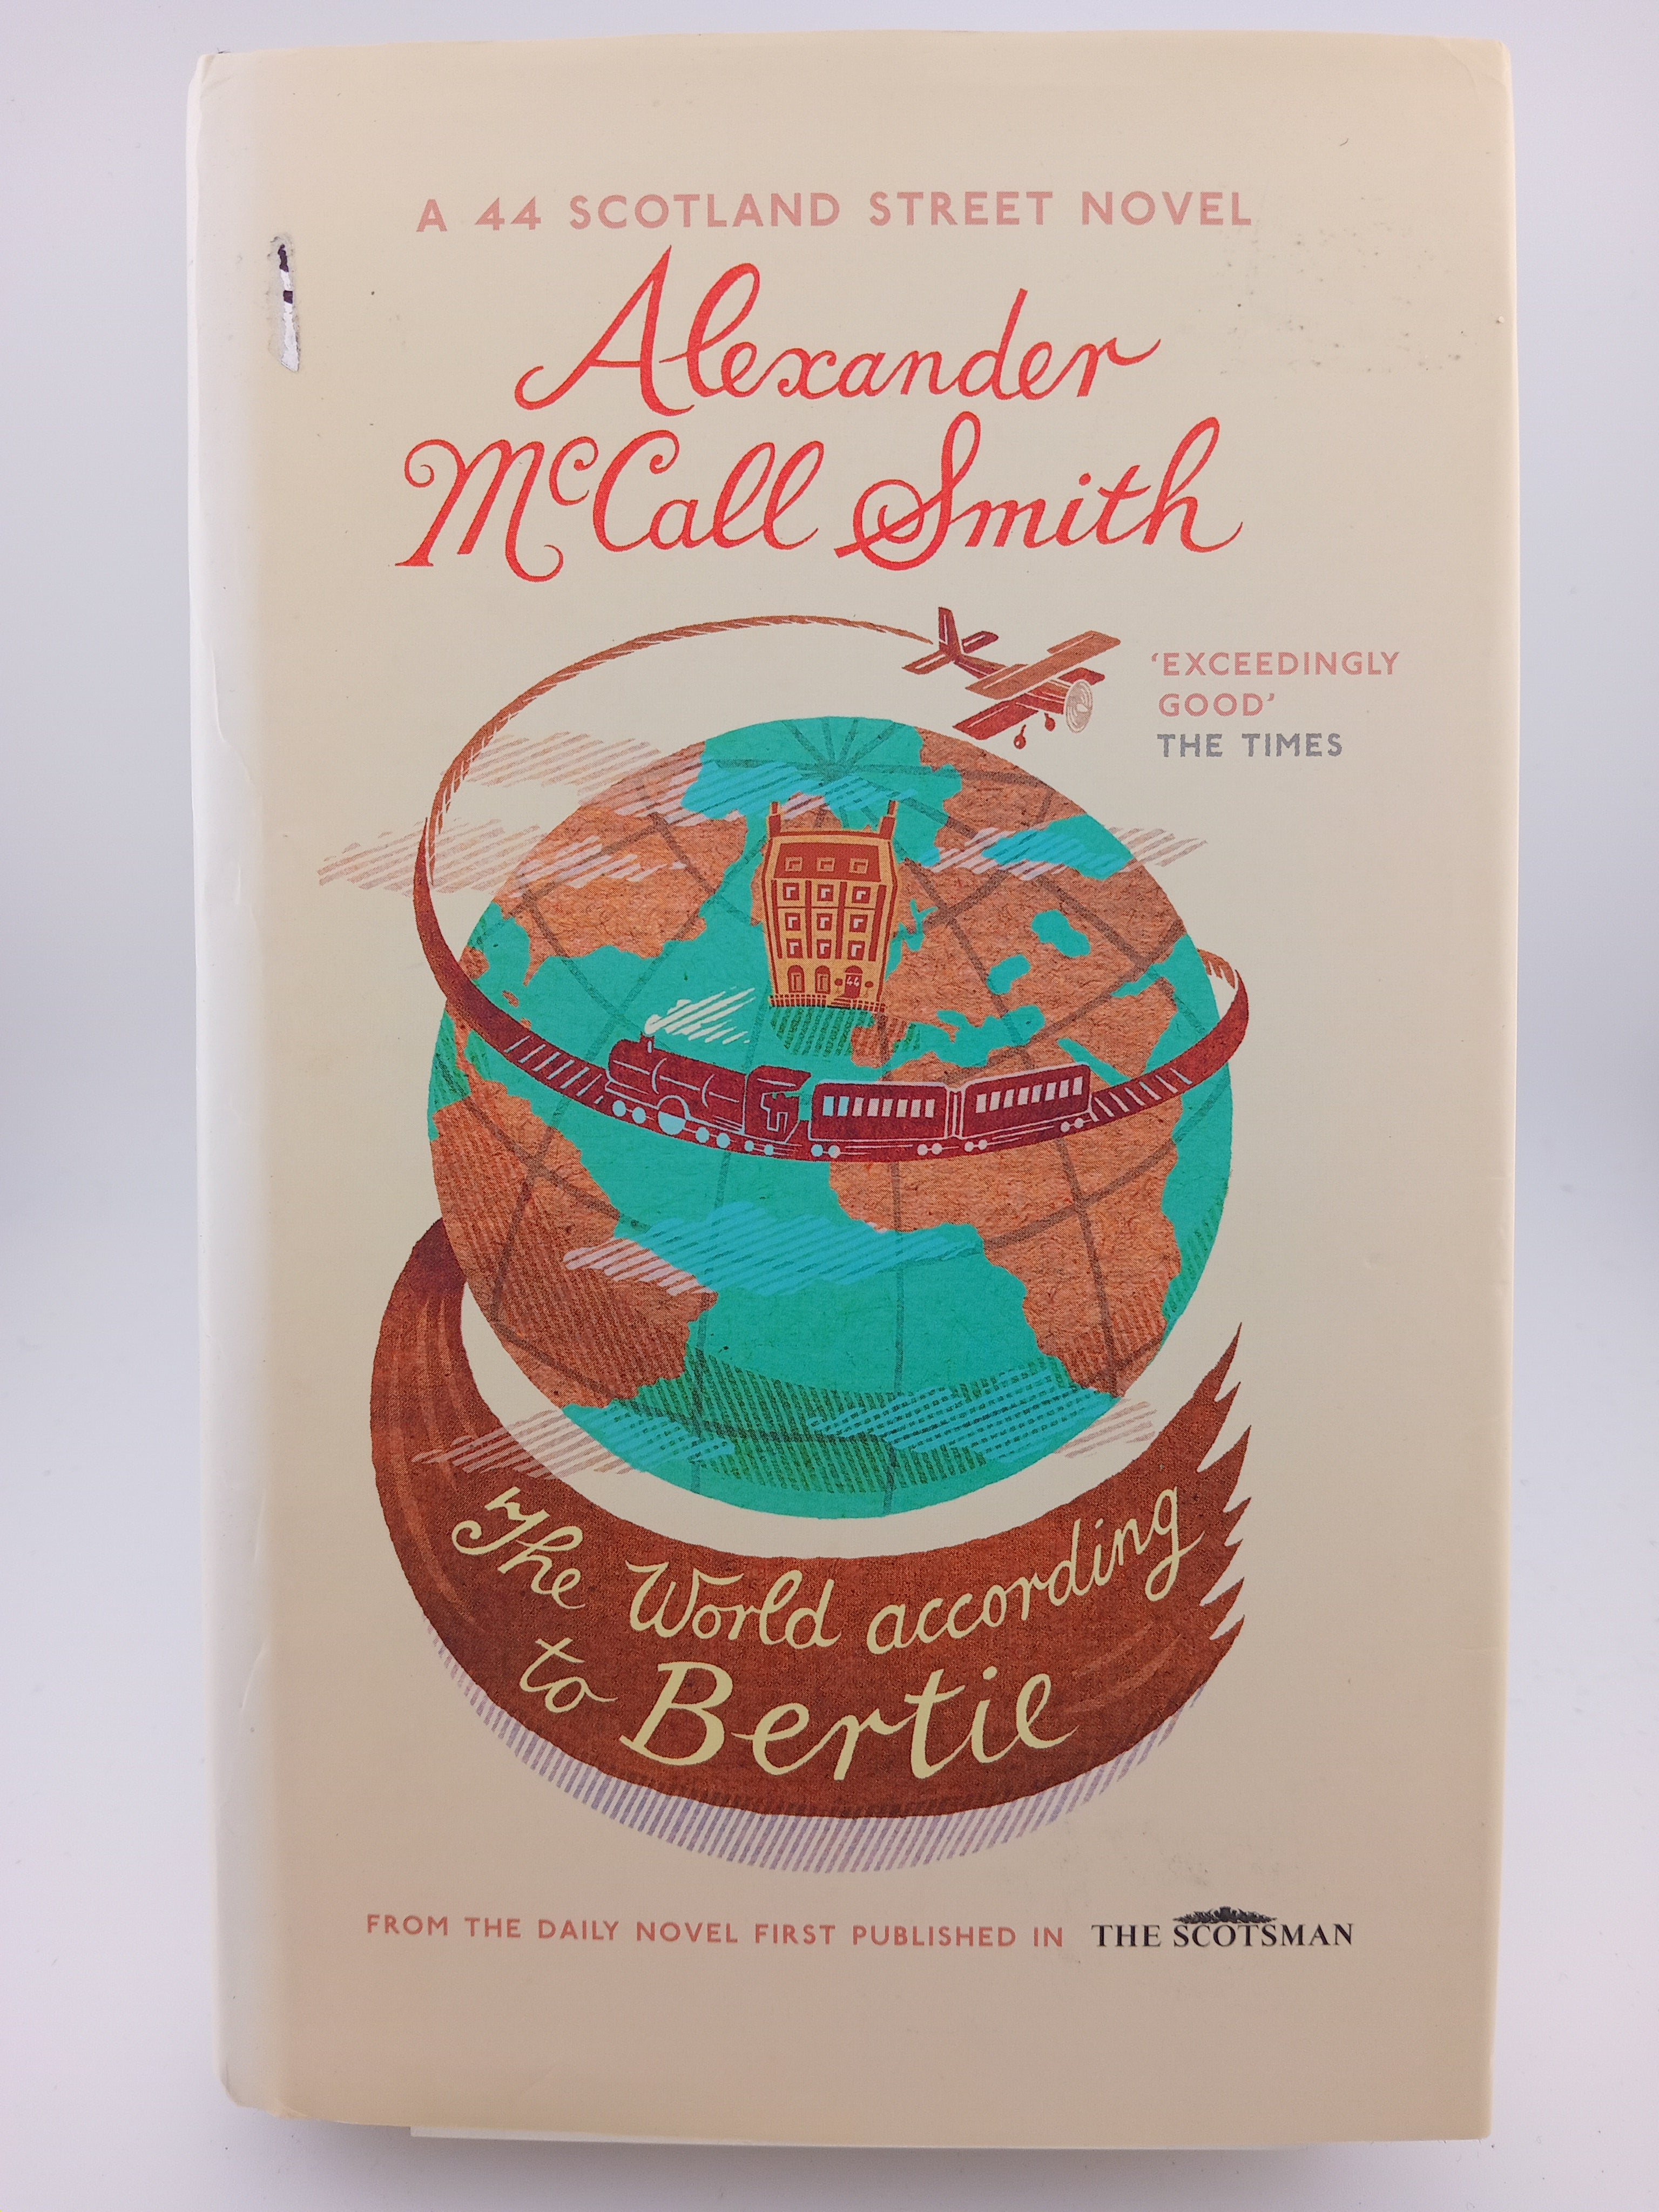 A 44 SCOTLAND STREET NOVEL
Alexander
McCall Smith
‘EXCEEDINGLY
GOOD’
THE TIMES
44
The World according
to Bertie
FROM THE DAILY NOVEL FIRST PUBLISHED IN THE SCOTSMAN